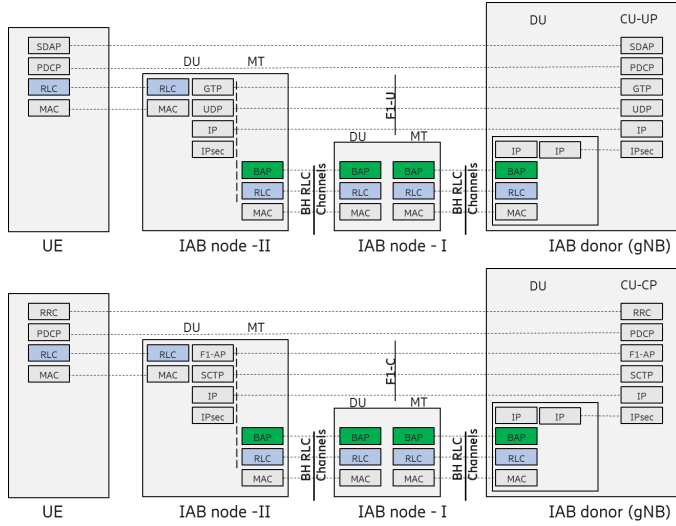 DU CU-UP
SDAP SDAP
PDCP DU MT PDCP
RLC RLC GTP GTP
MAC MAC UDP F1-U UDP
IP IP
IPsec DU MT IP IP IPsec
BAP BAP BAP BAP
RLC BH RLC Channels RLC RLC BH RLC Channels RLC
MAC MAC MAC MAC
UE IAB node -II IAB node - I IAB donor (gNB)
DU CU-CP
RRC RRC
PDCP DU MT PDCP
RLC RLC F1-AP F1-AP
MAC MAC SCTP F1-C SCTP
IP IP
IPsec DU MT IP IP IPsec
BAP BAP BAP BAP
RLC BH RLC Channels RLC RLC BH RLC Channels RLC
MAC MAC MAC MAC
UE IAB node -II IAB node - I IAB donor (gNB)